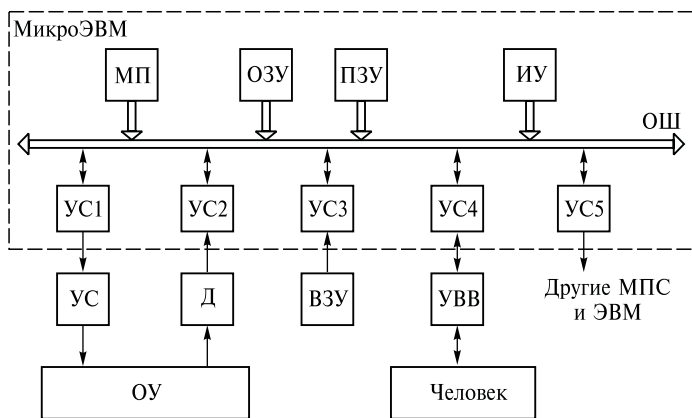 МикроЭВМ
МП
ОЗУ
ПЗУ
ИУ
ОШ
УС1
УС2
УС3
УС4
УС5
УС
Д
ВЗУ
УВВ
Другие МПС
и ЭВМ
ОУ
Человек